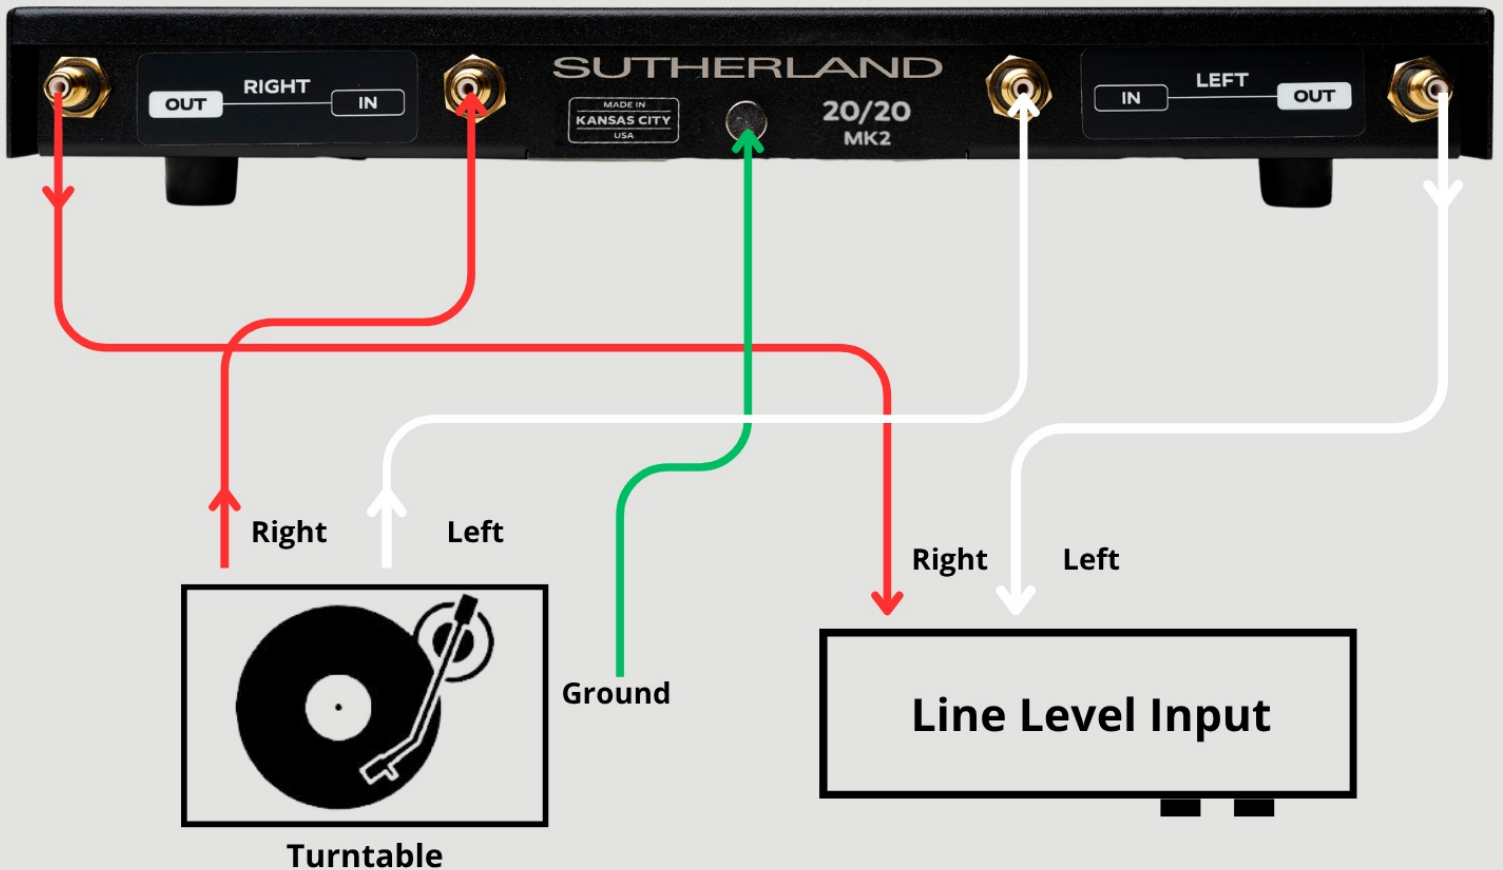 SUTHERLAND
RIGHT
OUT
IN
MADE IN
KANSAS CITY
USA
20/20
MK2
LEFT
IN
OUT
Right
Left
Right
Left
Ground
Line Level Input
Turntable